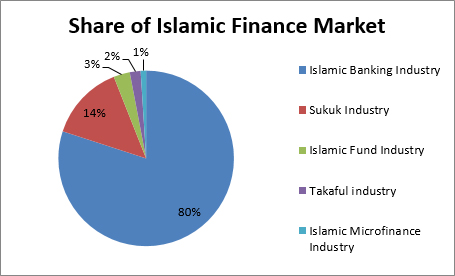 Share of Islamic Finance Market
1%
2%
3%
14%
80%
Islamic Banking Industry
Sukuk Industry
Islamic Fund Industry
Takaful industry
Islamic Microfinance
Industry